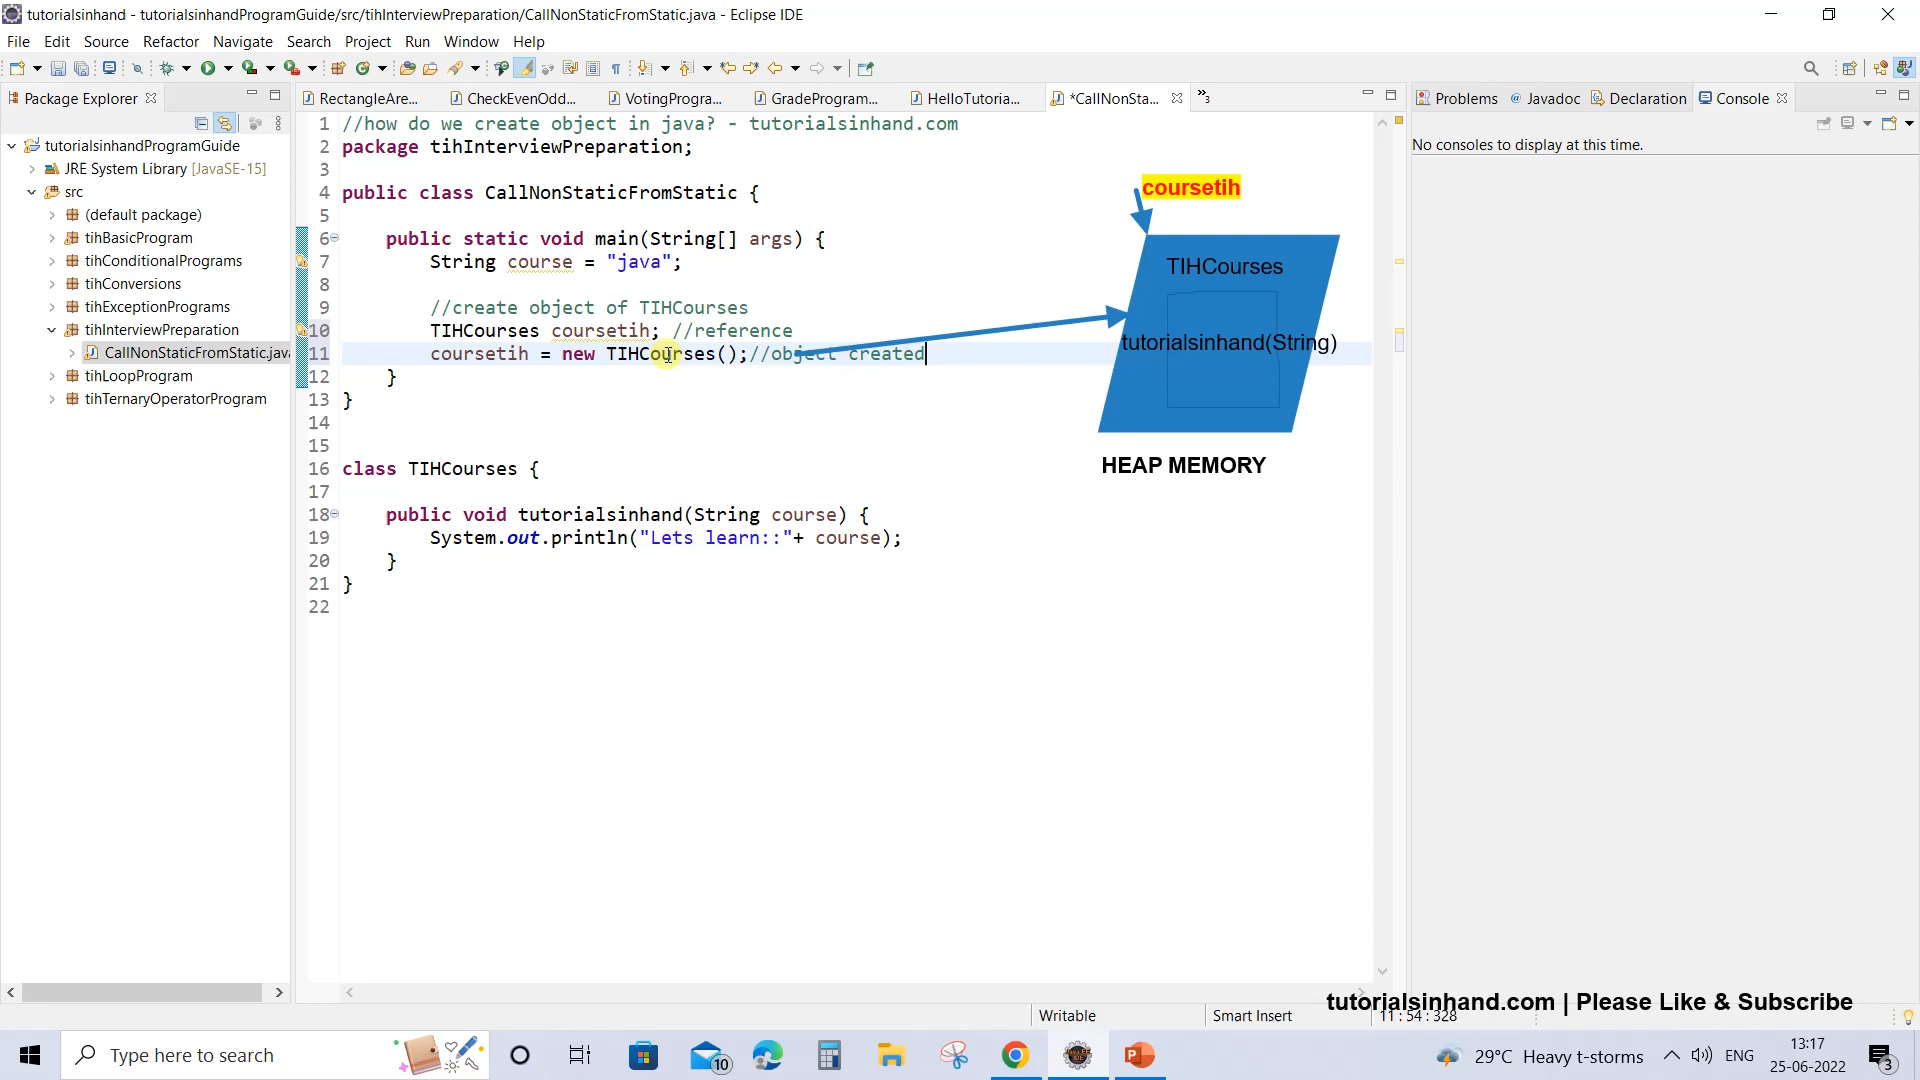 tutorialsinhand - tutorialsinhandProgramGuide/src/tihInterviewPreparation/CallNonStaticFromStatic.java - Eclipse IDE
File Edit Source Refactor Navigate Search Project Run Window Help
Package Explorer
RectangleAre...
CheckEvenOdd...
VotingProgra...
GradeProgram...
HelloTutoria...
*CallNonSta...
3
Problems
Javadoc
Declaration
Console
No consoles to display at this time.
tutorialsinhandProgramGuide
JRE System Library [JavaSE-15]
src
(default package)
tihBasicProgram
tihConditionalPrograms
tihConversions
tihExceptionPrograms
tihInterviewPreparation
CallNonStaticFromStatic.java
tihLoopProgram
tihTernaryOperatorProgram
1 //how do we create object in java? - tutorialsinhand.com
2 package tihInterviewPreparation;
3
4 public class CallNonStaticFromStatic {
5
6 public static void main(String[] args) {
7 String course = "java";
8
9 //create object of TIHCourses
10 TIHCourses coursetih; //reference
11 coursetih = new TIHCourses();//object created
12 }
13 }
14
15
16 class TIHCourses {
17
18 public void tutorialsinhand(String course) {
19 System.out.println("Lets learn::"+ course);
20 }
21 }
22
coursetih
TIHCourses
tutorialsinhand(String)
HEAP MEMORY
tutorialsinhand.com | Please Like & Subscribe
Writable
Smart Insert
11 : 54 : 328
Type here to search
10
29°C Heavy t-storms
ENG
13:17
25-06-2022
3